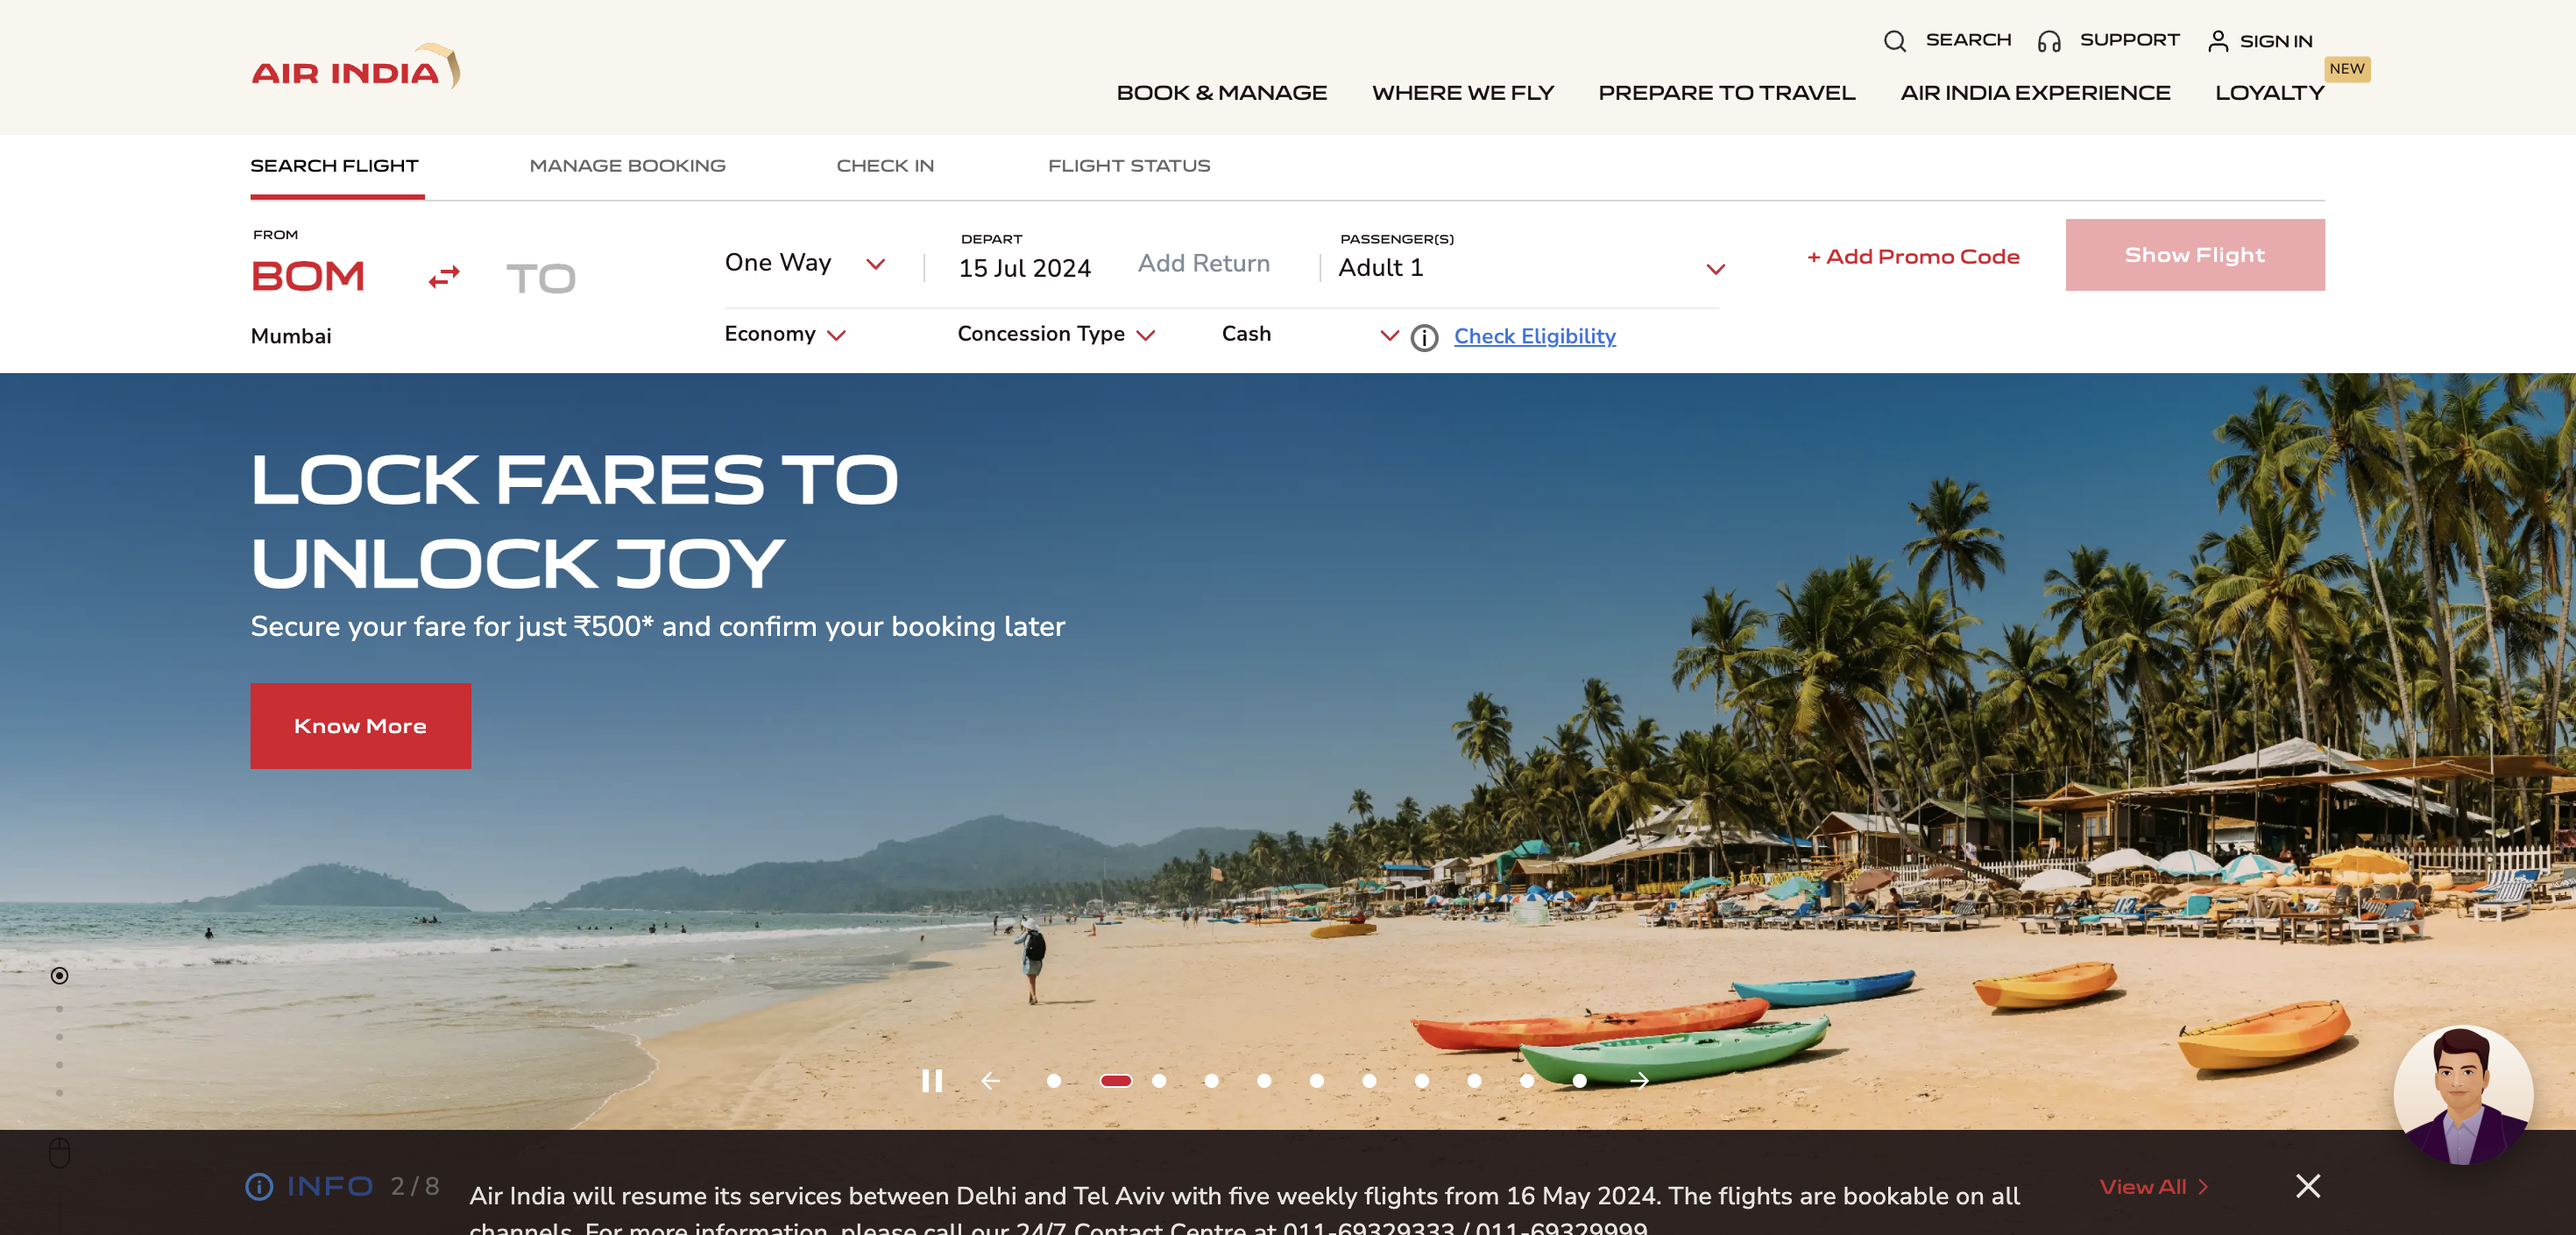 AIR INDIA
SEARCH SUPPORT SIGN IN
NEW
BOOK & MANAGE WHERE WE FLY PREPARE TO TRAVEL AIR INDIA EXPERIENCE LOYALTY
SEARCH FLIGHT MANAGE BOOKING CHECK IN FLIGHT STATUS
FROM
BOM TO
Mumbai
One Way
DEPART
15 Jul 2024 Add Return
PASSENGER(S)
Adult 1
+ Add Promo Code
Show Flight
Economy Concession Type Cash Check Eligibility
LOCK FARES TO
UNLOCK JOY
Secure your fare for just ₹500* and confirm your booking later
Know More
INFO 2 / 8
Air India will resume its services between Delhi and Tel Aviv with five weekly flights from 16 May 2024. The flights are bookable on all
channels. For more information, please call our 24/7 Contact Centre at 011-69329333 / 011-69329999
View All